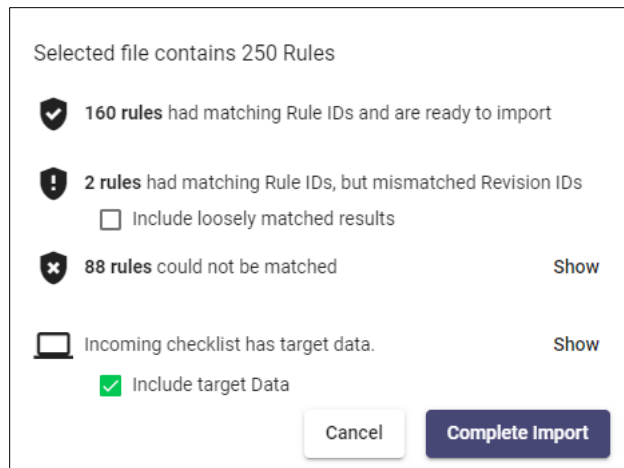 Selected file contains 250 Rules
160 rules had matching Rule IDs and are ready to import
2 rules had matching Rule IDs, but mismatched Revision IDs
Include loosely matched results
88 rules could not be matched Show
Incoming checklist has target data. Show
Include target Data
Cancel Complete Import